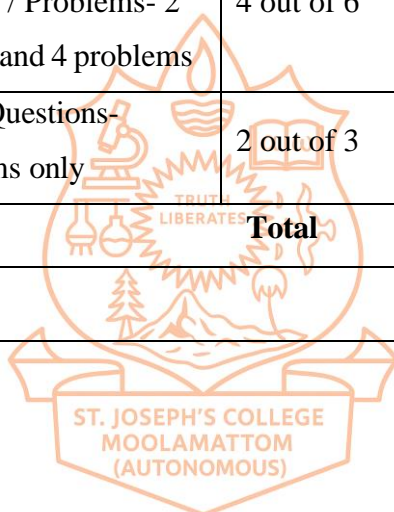 / Problems- 2
4 out of 6
and 4 problems
Questions-
2 out of 3
ns only
TRUTH
LIBERATES
Total
ST. JOSEPH'S COLLEGE
MOOLAMATTOM
(AUTONOMOUS)